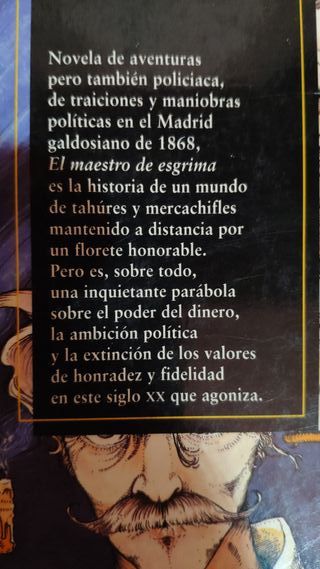 Novela de aventuras
pero también policiaca,
de traiciones y maniobras
políticas en el Madrid
galdosiano de 1868,
El maestro de esgrima
es la historia de un mundo
de tahúres y mercachifles
mantenido a distancia por
un florete honorable.
Pero es, sobre todo,
una inquietante parábola
sobre el poder del dinero,
la ambición política
y la extinción de los valores
de honradez y fidelidad
en este siglo XX que agoniza.